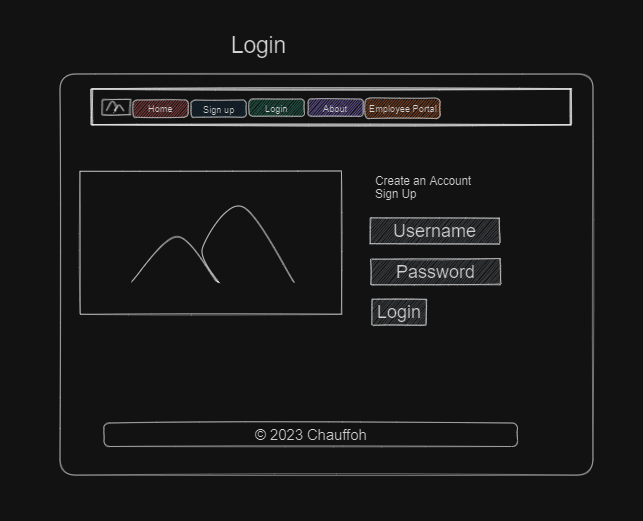 Login
Home
Sign up
Login
About
Employee Portal
Create an Account
Sign Up
Username
Password
Login
© 2023 Chauffoh